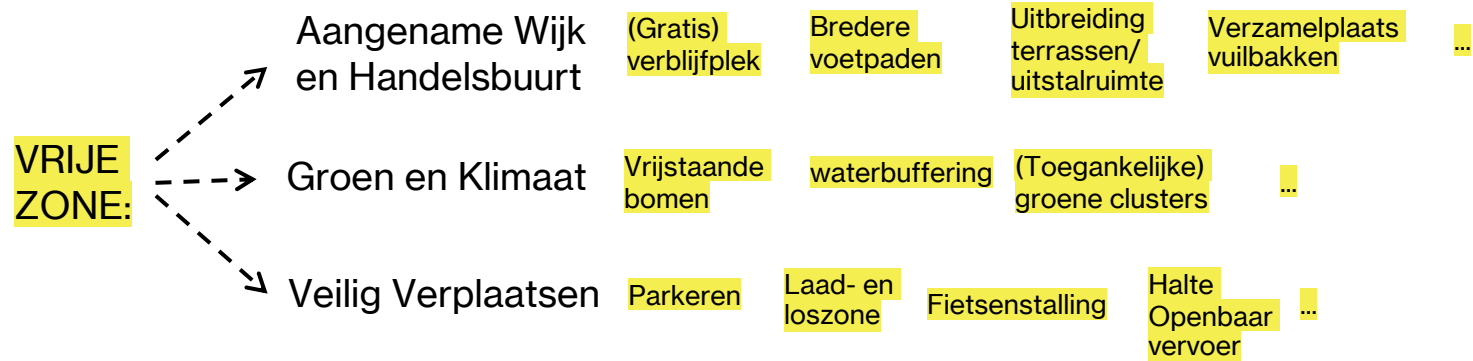 VRIJE
ZONE:
Aangename Wijk
en Handelsbuurt
(Gratis)
verblijfplek
Bredere
voetpaden
Uitbreiding
terrassen/
uitstalruimte
Verzamelplaats
vuilbakken
...
Groen en Klimaat
Vrijstaande
bomen
waterbuffering
(Toegankelijke)
groene clusters
...
Veilig Verplaatsen
Parkeren
Laad- en
loszone
Fietsenstalling
Halte
Openbaar
vervoer
...